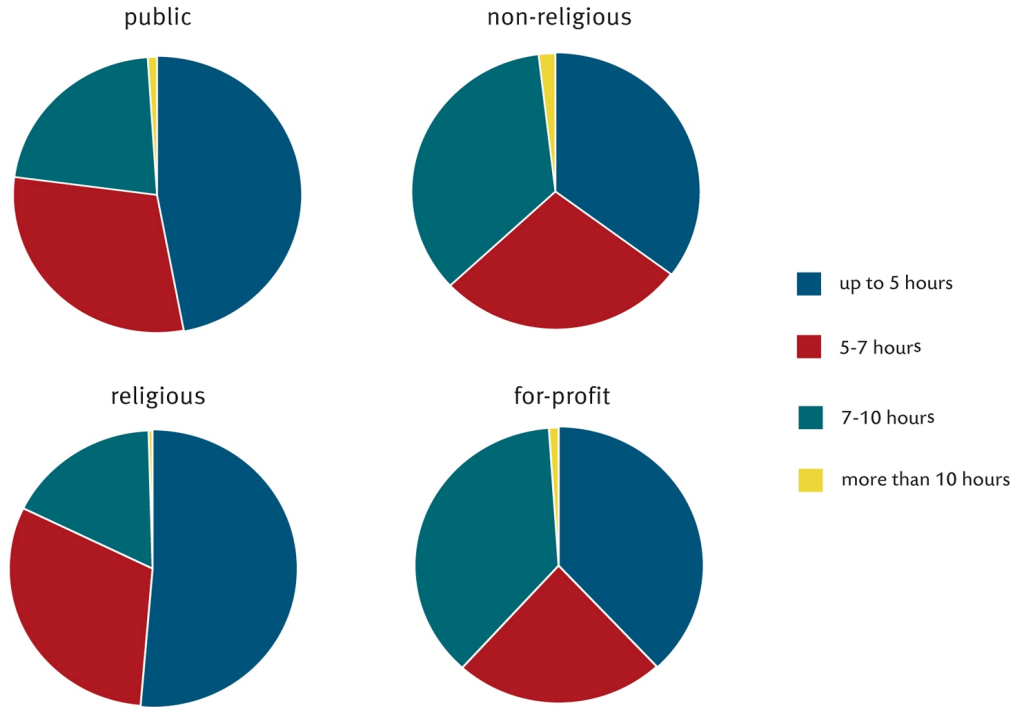 public
non-religious
religious
for-profit
up to 5 hours
5-7 hours
7-10 hours
more than 10 hours